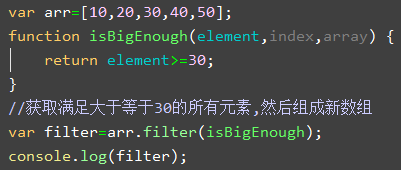 var arr=[10,20,30,40,50];
function isBigEnough(element,index,array) {
    return element>=30;
}
//获取满足大于等于30的所有元素,然后组成新数组
var filter=arr.filter(isBigEnough);
console.log(filter);